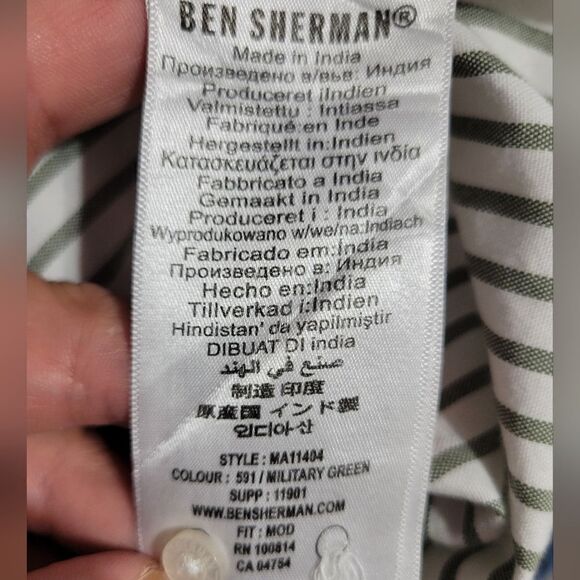 BEN SHERMAN®
Made in India
Произведено в/във: Индия
Produceret iIndien
Valmistettu : Intiassa
Fabriqué:en Inde
Hergestellt in:Indien
Κατασκευάζεται στην Ινδία
Fabbricato a India
Gemaakt in India
Produceret i : India
Wyprodukowano w/we/na:Indiach
Fabricado em:India
Произведено в: Индия
Hecho en:India
Tillverkad i:Indien
Hindistan' da yapilmiştir
DIBUAT DI india
صنع في الهند
制造 印度
原産国 インド製
인디아산
STYLE : MA11404
COLOUR : 591 / MILITARY GREEN
SUPP : 11901
WWW.BENSHERMAN.COM
FIT : MOD
RN 100814
CA 04754